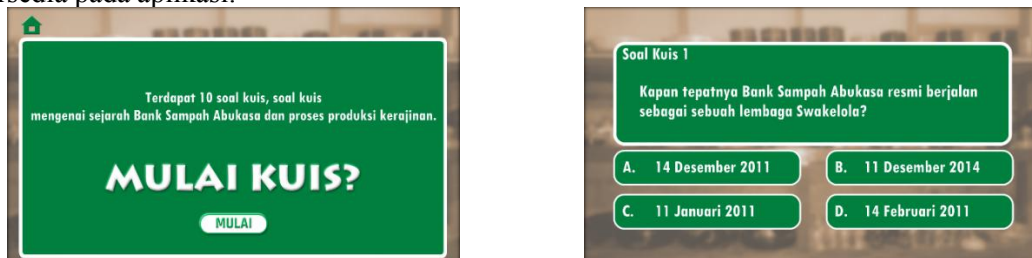 pada aplikasi.
Terdapat 10 soal kuis, soal kuis
mengenai sejarah Bank Sampah Abukasa dan proses produksi kerajinan.
MULAI KUIS?
MULAI
Soal Kuis 1
Kapan tepatnya Bank Sampah Abukasa resmi berjalan
sebagai sebuah lembaga Swakelola?
A. 14 Desember 2011
B. 11 Desember 2014
C. 11 Januari 2011
D. 14 Februari 2011